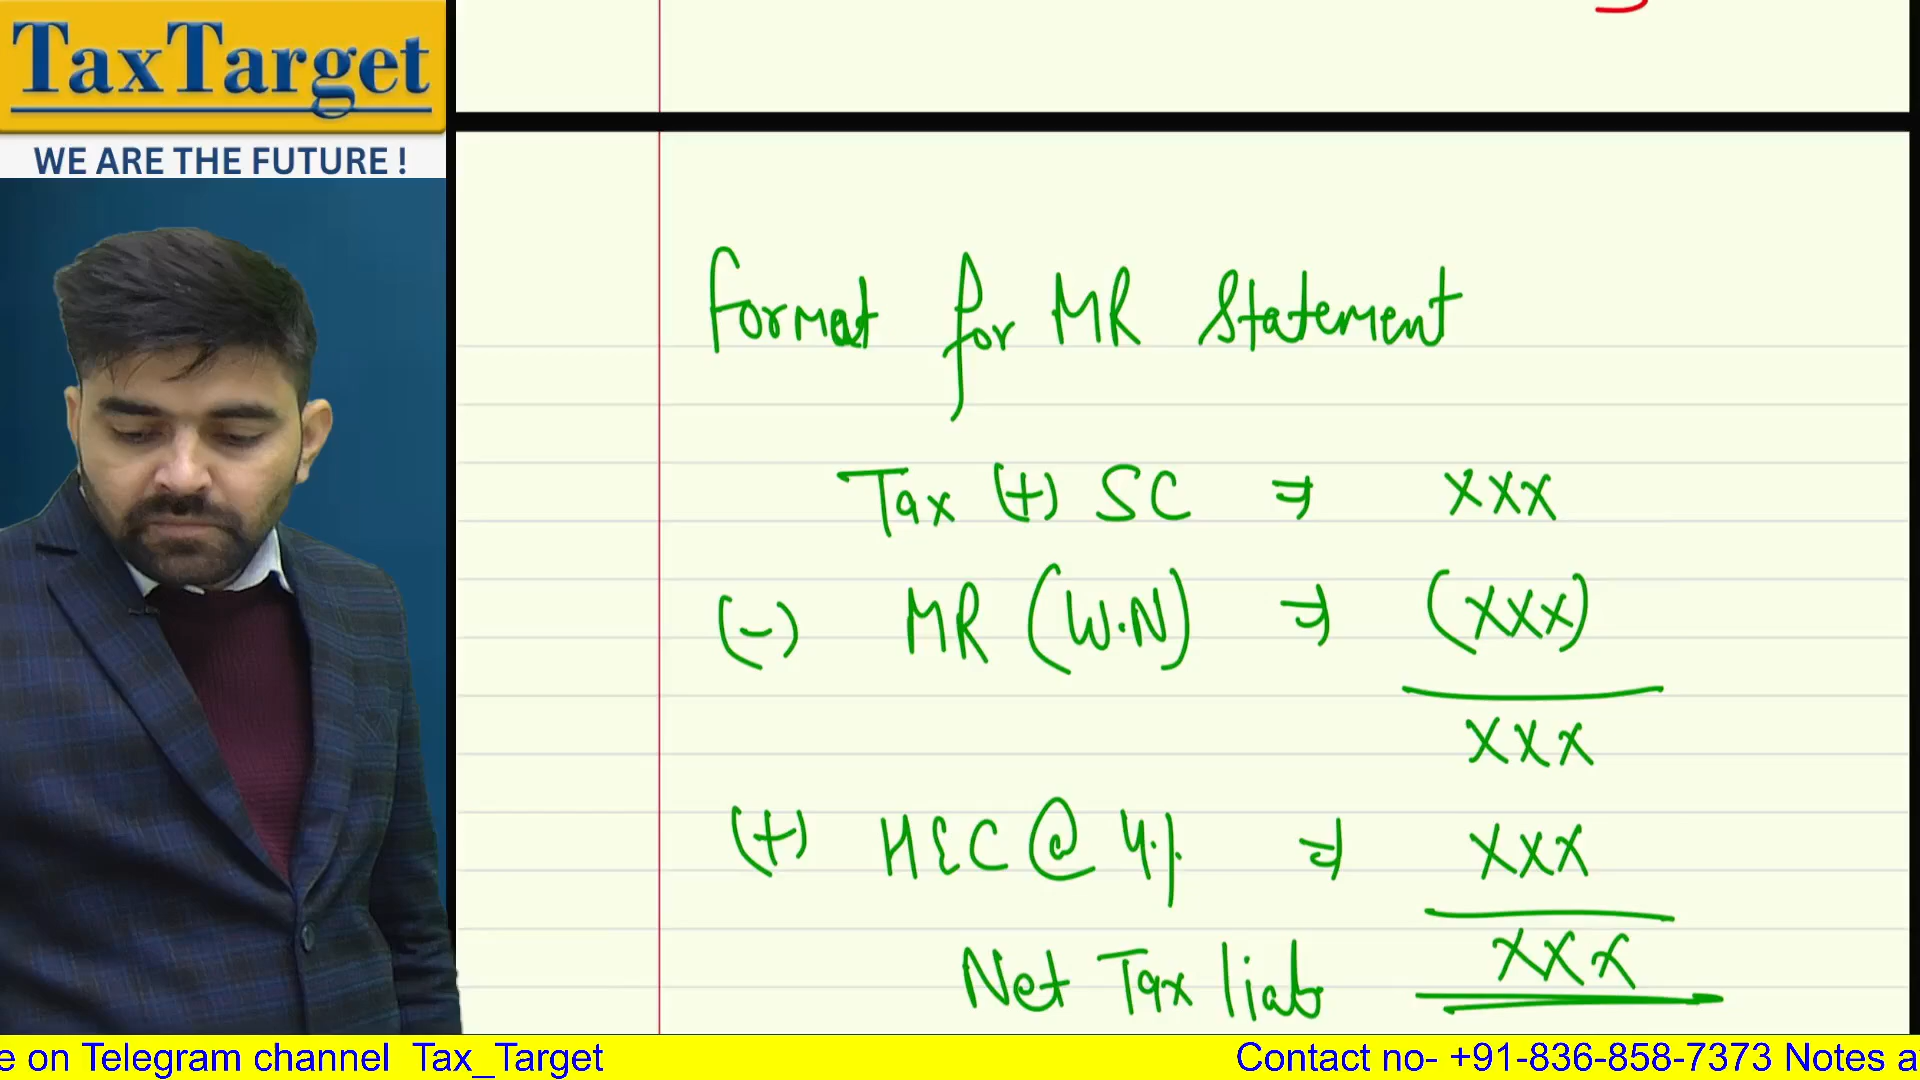 TaxTarget
WE ARE THE FUTURE !
Format for MR Statement
Tax (+) SC ⇒ XXX
(-) MR (W.N) ⇒ (XXX)
XXX
(+) HEC @ 4% ⇒ XXX
Net Tax liab XXX
e on Telegram channel Tax_Target
Contact no- +91-836-858-7373 Notes a